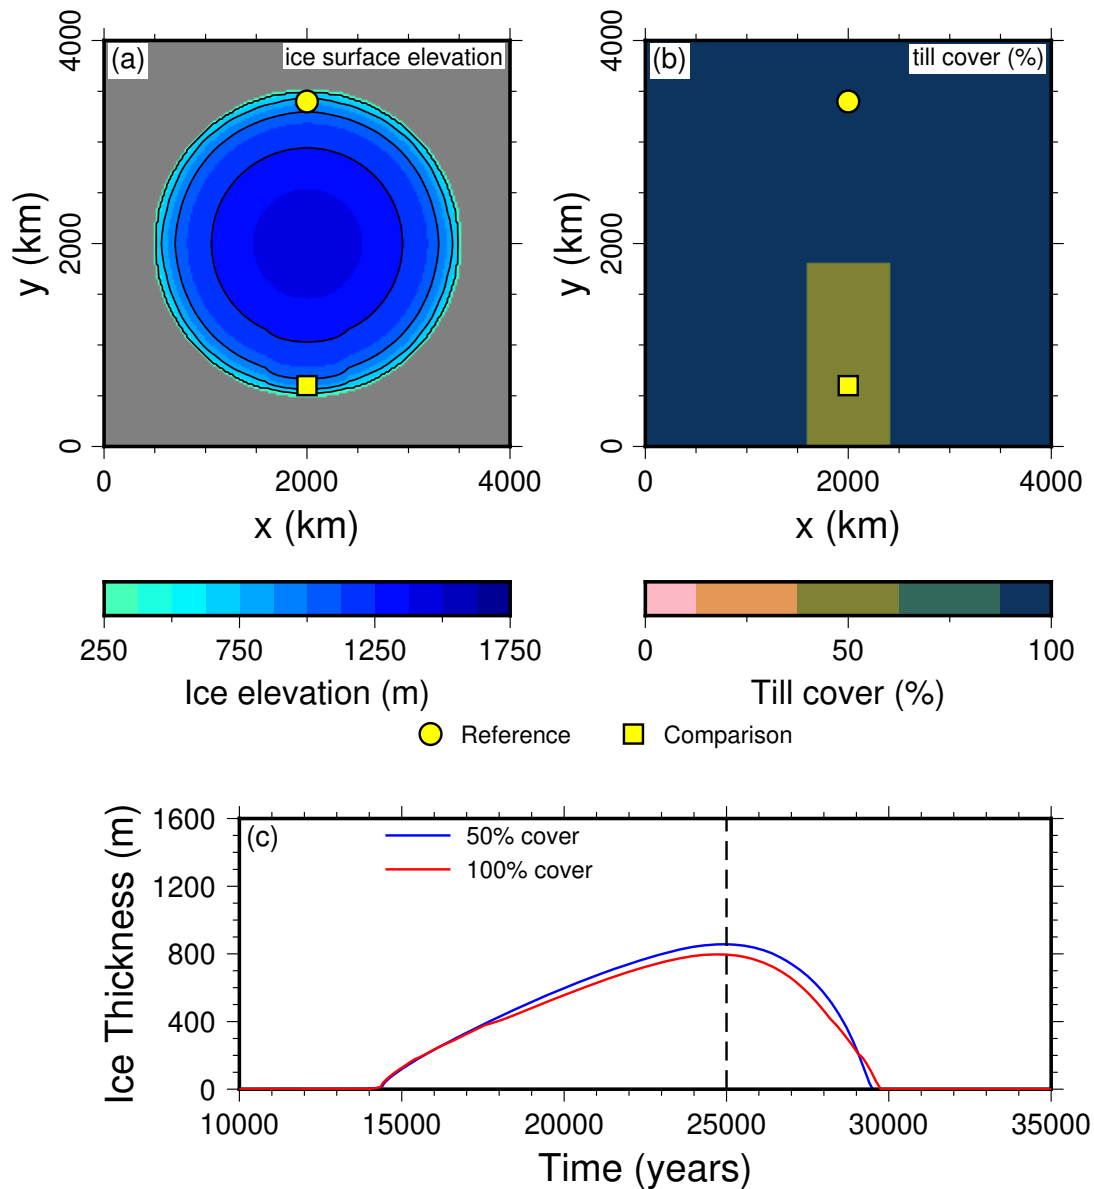 (a)
ice surface elevation
4000
2000
0
y (km)
0
2000
4000
x (km)
(b)
till cover (%)
4000
2000
0
y (km)
0
2000
4000
x (km)
250
750
1250
1750
Ice elevation (m)
0
50
100
Till cover (%)
Reference
Comparison
(c)
50% cover
100% cover
1600
1200
800
400
0
Ice Thickness (m)
10000
15000
20000
25000
30000
35000
Time (years)